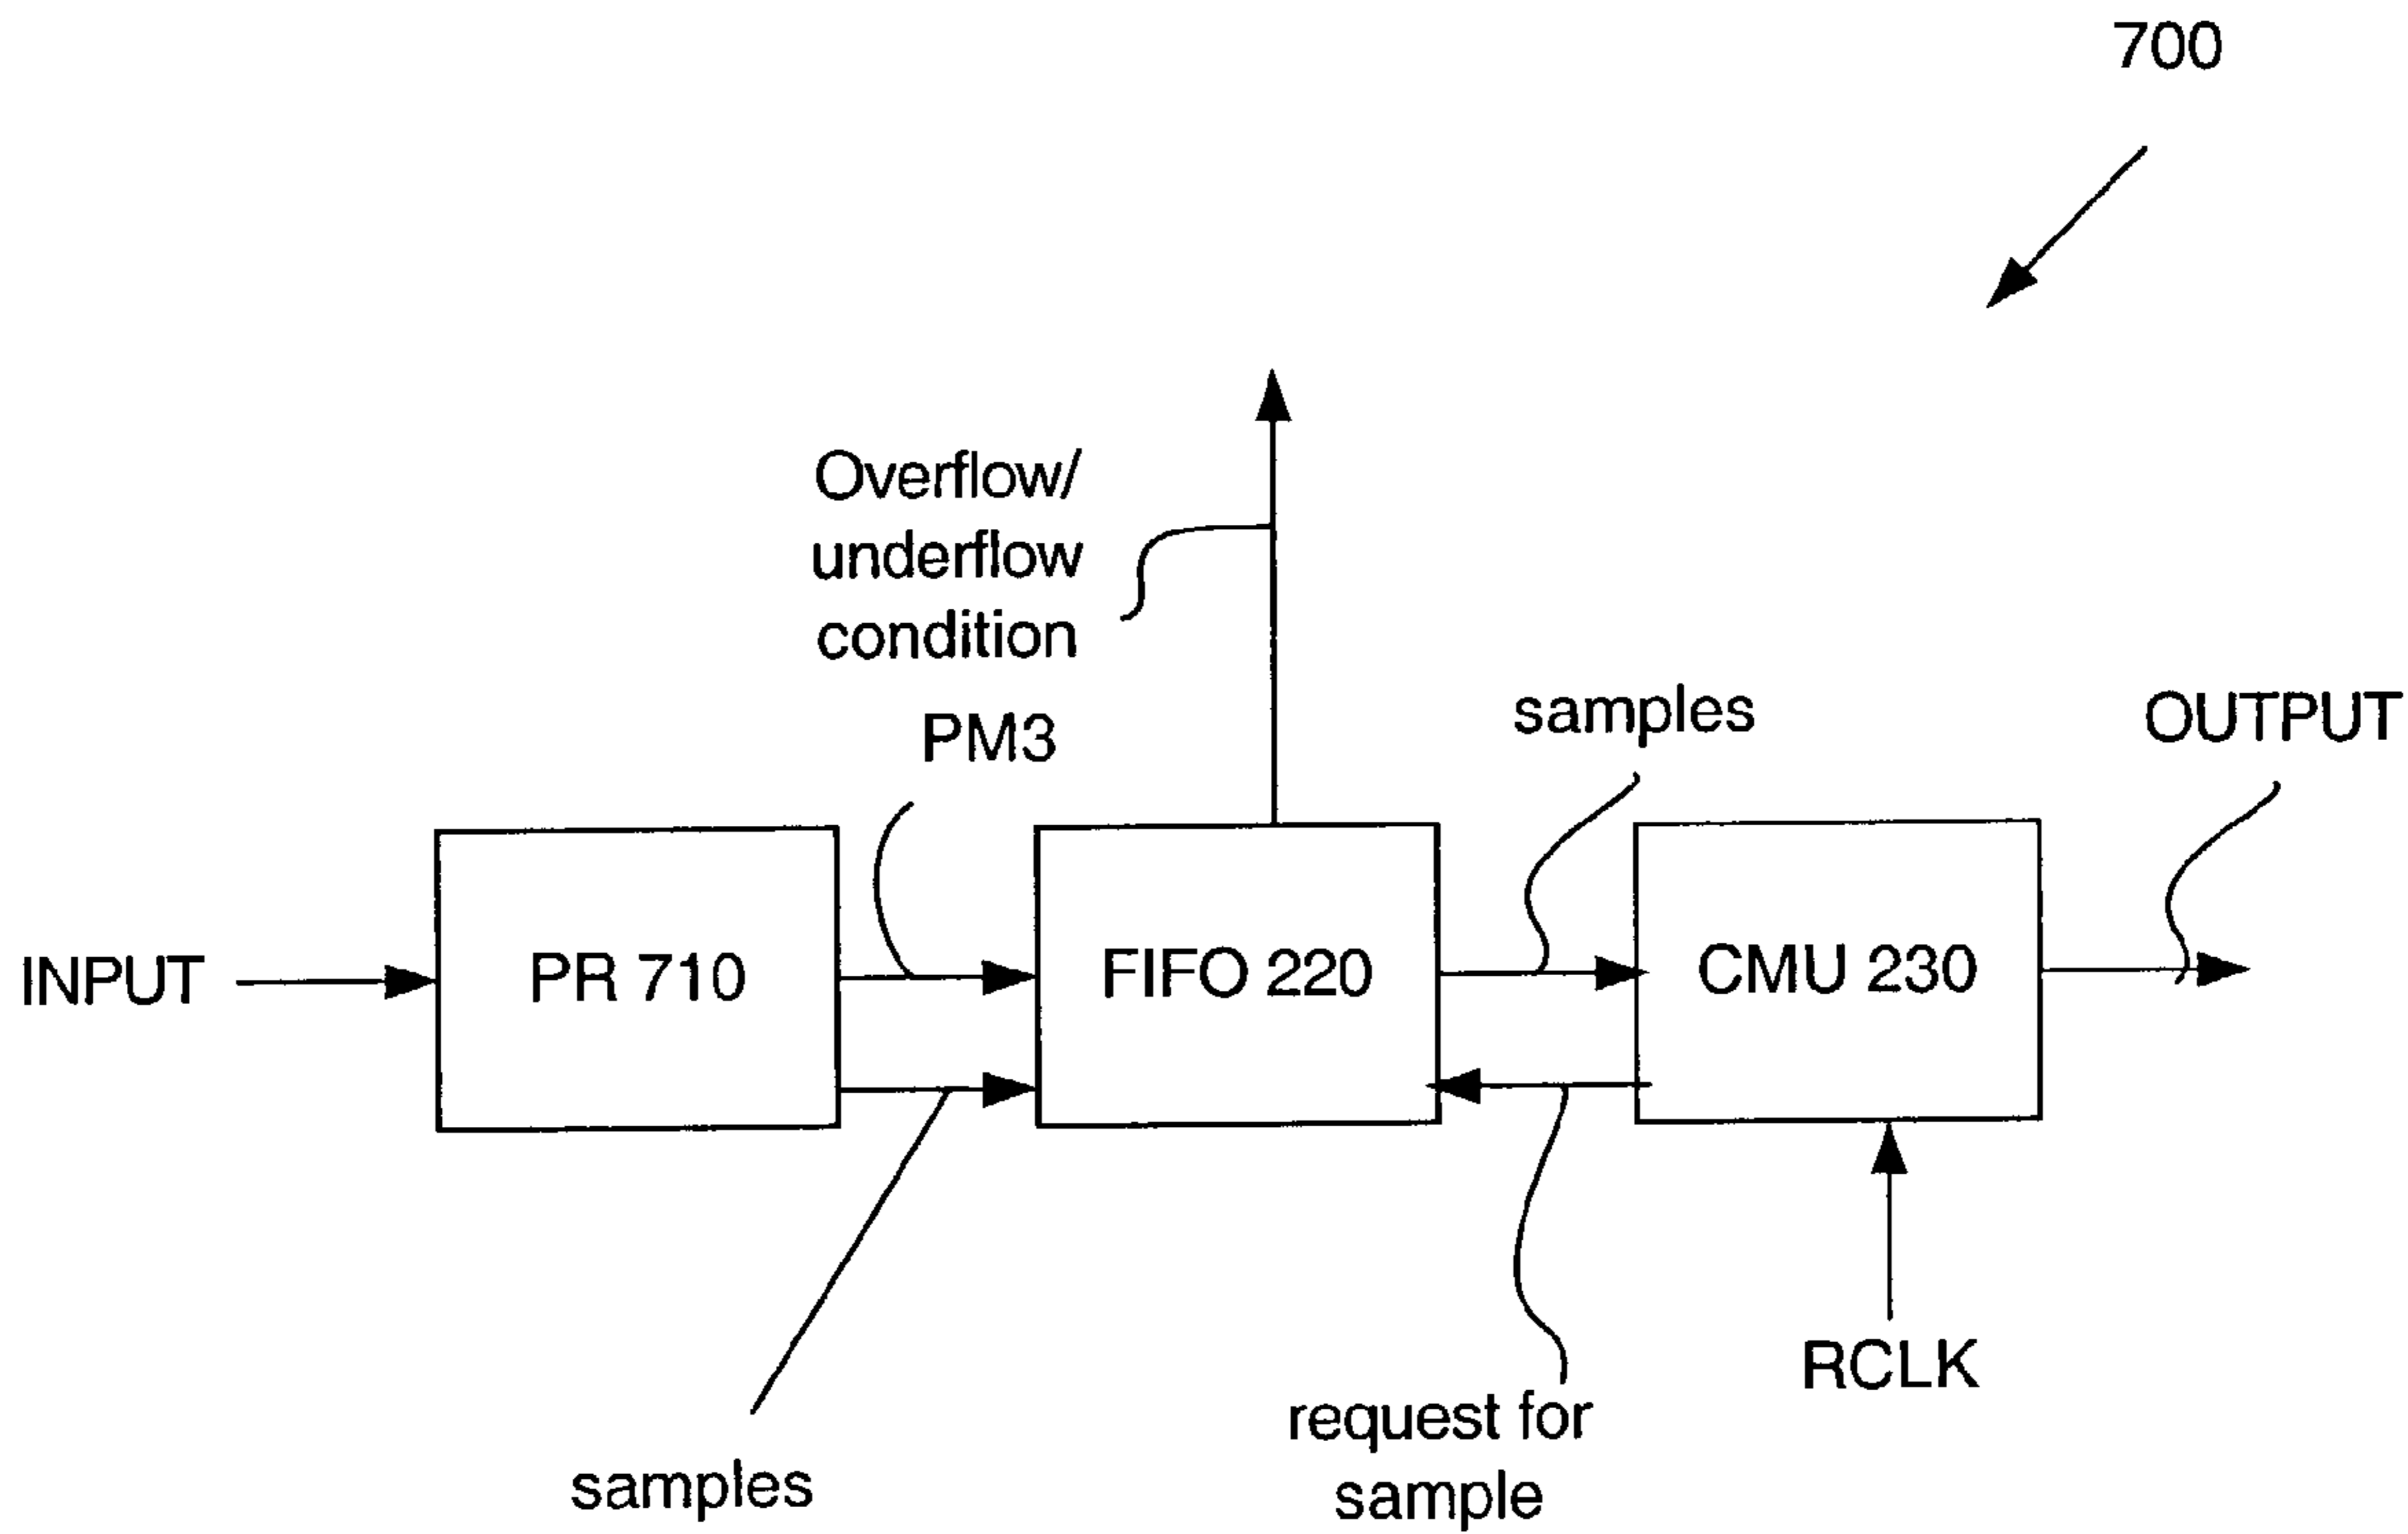 700
Overflow/
underflow
condition
PM3
samples
OUTPUT
INPUT
PR 710
FIFO 220
CMU 230
RCLK
request for
sample
samples